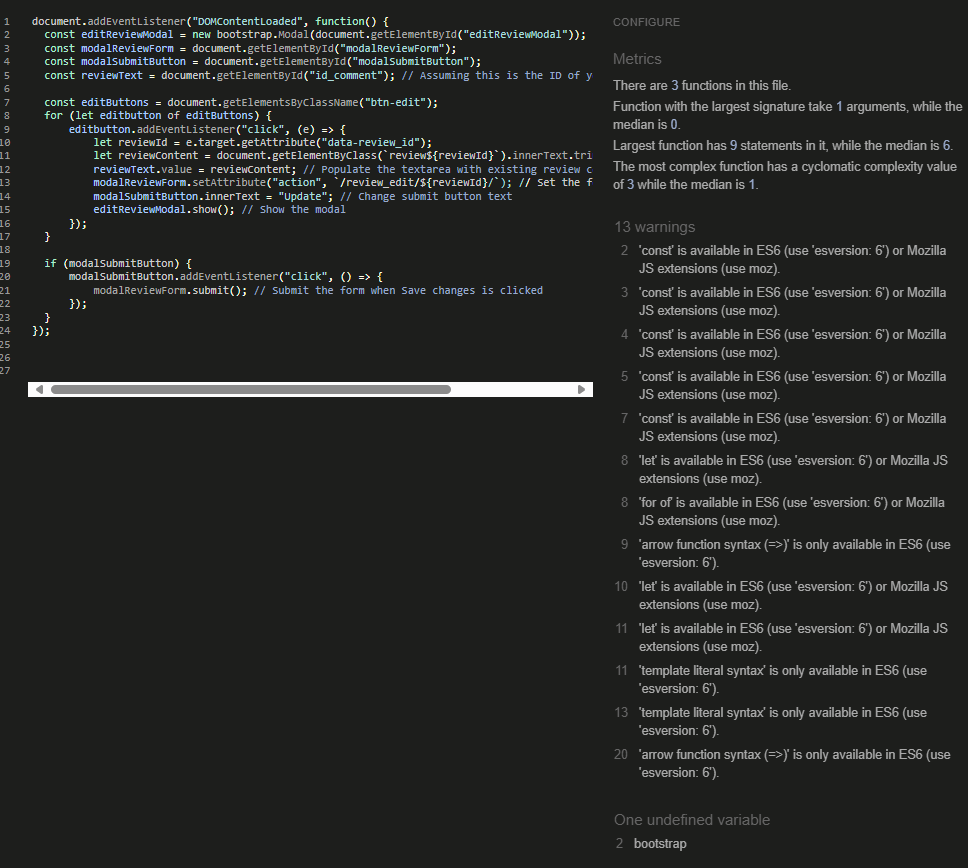 1 document.addEventListener("DOMContentLoaded", function() {
2 const editReviewModal = new bootstrap.Modal(document.getElementById("editReviewModal"));
3 const modalReviewForm = document.getElementById("modalReviewForm");
4 const modalSubmitButton = document.getElementById("modalSubmitButton");
5 const reviewText = document.getElementById("id_comment"); // Assuming this is the ID of y
6
7 const editButtons = document.getElementsByClassName("btn-edit");
8 for (let editbutton of editButtons) {
9 editbutton.addEventListener("click", (e) => {
10 let reviewId = e.target.getAttribute("data-review_id");
11 let reviewContent = document.getElementByClass(`review${reviewId}`).innerText.tri
12 reviewText.value = reviewContent; // Populate the textarea with existing review c
13 modalReviewForm.setAttribute("action", `/review_edit/${reviewId}/`); // Set the f
14 modalSubmitButton.innerText = "Update"; // Change submit button text
15 editReviewModal.show(); // Show the modal
16 });
17 }
18
19 if (modalSubmitButton) {
20 modalSubmitButton.addEventListener("click", () => {
21 modalReviewForm.submit(); // Submit the form when Save changes is clicked
22 });
23 }
24 });
25
26
27
CONFIGURE
Metrics
There are 3 functions in this file.
Function with the largest signature take 1 arguments, while the
median is 0.
Largest function has 9 statements in it, while the median is 6.
The most complex function has a cyclomatic complexity value
of 3 while the median is 1.
13 warnings
2 'const' is available in ES6 (use 'esversion: 6') or Mozilla
JS extensions (use moz).
3 'const' is available in ES6 (use 'esversion: 6') or Mozilla
JS extensions (use moz).
4 'const' is available in ES6 (use 'esversion: 6') or Mozilla
JS extensions (use moz).
5 'const' is available in ES6 (use 'esversion: 6') or Mozilla
JS extensions (use moz).
7 'const' is available in ES6 (use 'esversion: 6') or Mozilla
JS extensions (use moz).
8 'let' is available in ES6 (use 'esversion: 6') or Mozilla JS
extensions (use moz).
8 'for of' is available in ES6 (use 'esversion: 6') or Mozilla
JS extensions (use moz).
9 'arrow function syntax (=>)' is only available in ES6 (use
'esversion: 6').
10 'let' is available in ES6 (use 'esversion: 6') or Mozilla JS
extensions (use moz).
11 'let' is available in ES6 (use 'esversion: 6') or Mozilla JS
extensions (use moz).
11 'template literal syntax' is only available in ES6 (use
'esversion: 6').
13 'template literal syntax' is only available in ES6 (use
'esversion: 6').
20 'arrow function syntax (=>)' is only available in ES6 (use
'esversion: 6').
One undefined variable
2 bootstrap